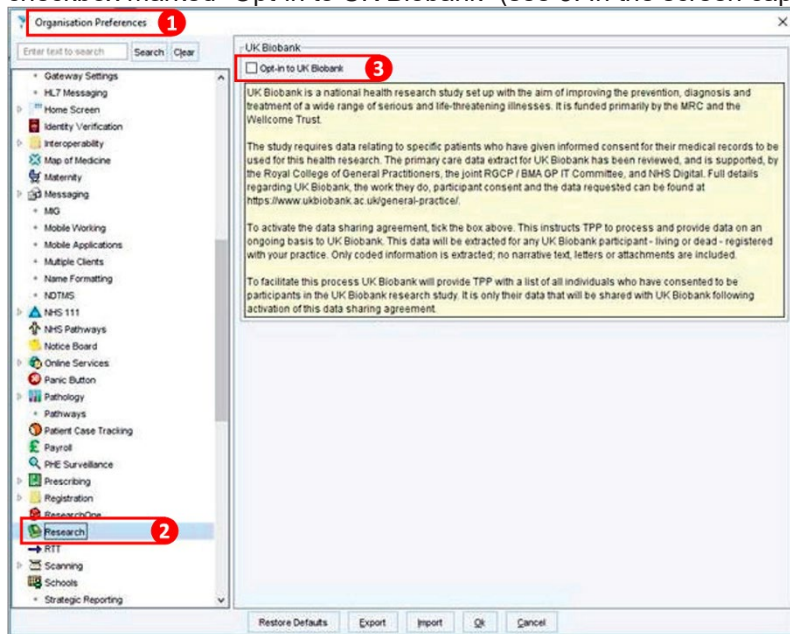 Organisation Preferences 1
Enter text to search Search Clear
Gateway Settings
HL7 Messaging
Home Screen
Identity Verification
Interoperability
Map of Medicine
Maternity
Messaging
MIG
Mobile Working
Mobile Applications
Multiple Clients
Name Formatting
NDTMS
NHS 111
NHS Pathways
Notice Board
Online Services
Panic Button
Pathology
Pathways
Patient Case Tracking
Payroll
PHE Surveillance
Prescribing
Registration
ResearchOne
Research 2
RTT
Scanning
Schools
Strategic Reporting
UK Biobank
Opt-in to UK Biobank 3
UK Biobank is a national health research study set up with the aim of improving the prevention, diagnosis and
treatment of a wide range of serious and life-threatening illnesses. It is funded primarily by the MRC and the
Wellcome Trust.
The study requires data relating to specific patients who have given informed consent for their medical records to be
used for this health research. The primary care data extract for UK Biobank has been reviewed, and is supported, by
the Royal College of General Practitioners, the joint RGCP / BMA GP IT Committee, and NHS Digital. Full details
regarding UK Biobank, the work they do, participant consent and the data requested can be found at
https://www.ukbiobank.ac.uk/general-practice/.
To activate the data sharing agreement, tick the box above. This instructs TPP to process and provide data on an
ongoing basis to UK Biobank. This data will be extracted for any UK Biobank participant - living or dead - registered
with your practice. Only coded information is extracted; no narrative text, letters or attachments are included.
To facilitate this process UK Biobank will provide TPP with a list of all individuals who have consented to be
participants in the UK Biobank research study. It is only their data that will be shared with UK Biobank following
activation of this data sharing agreement.
Restore Defaults Export Import Ok Cancel